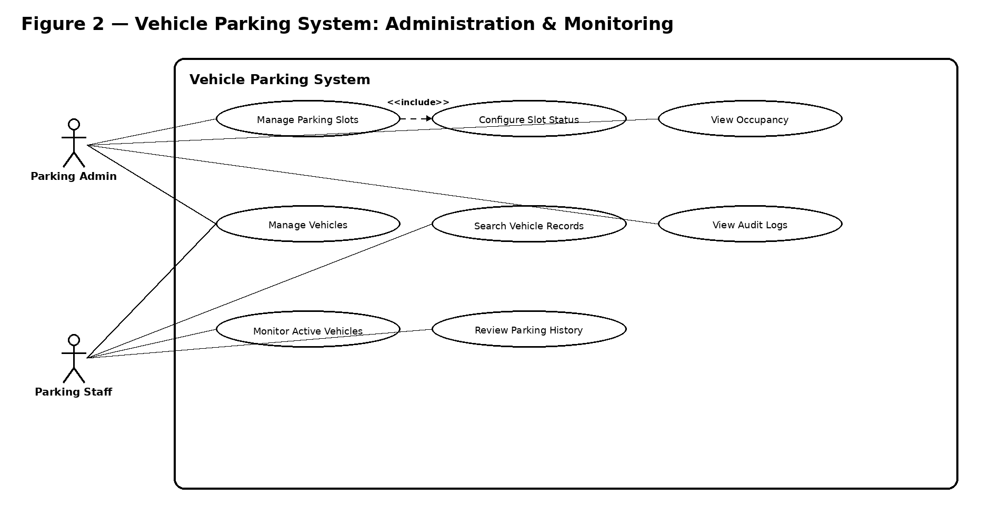 Figure 2 — Vehicle Parking System: Administration & Monitoring
Vehicle Parking System
<<include>>
Manage Parking Slots
Configure Slot Status
View Occupancy
Parking Admin
Manage Vehicles
Search Vehicle Records
View Audit Logs
Monitor Active Vehicles
Review Parking History
Parking Staff